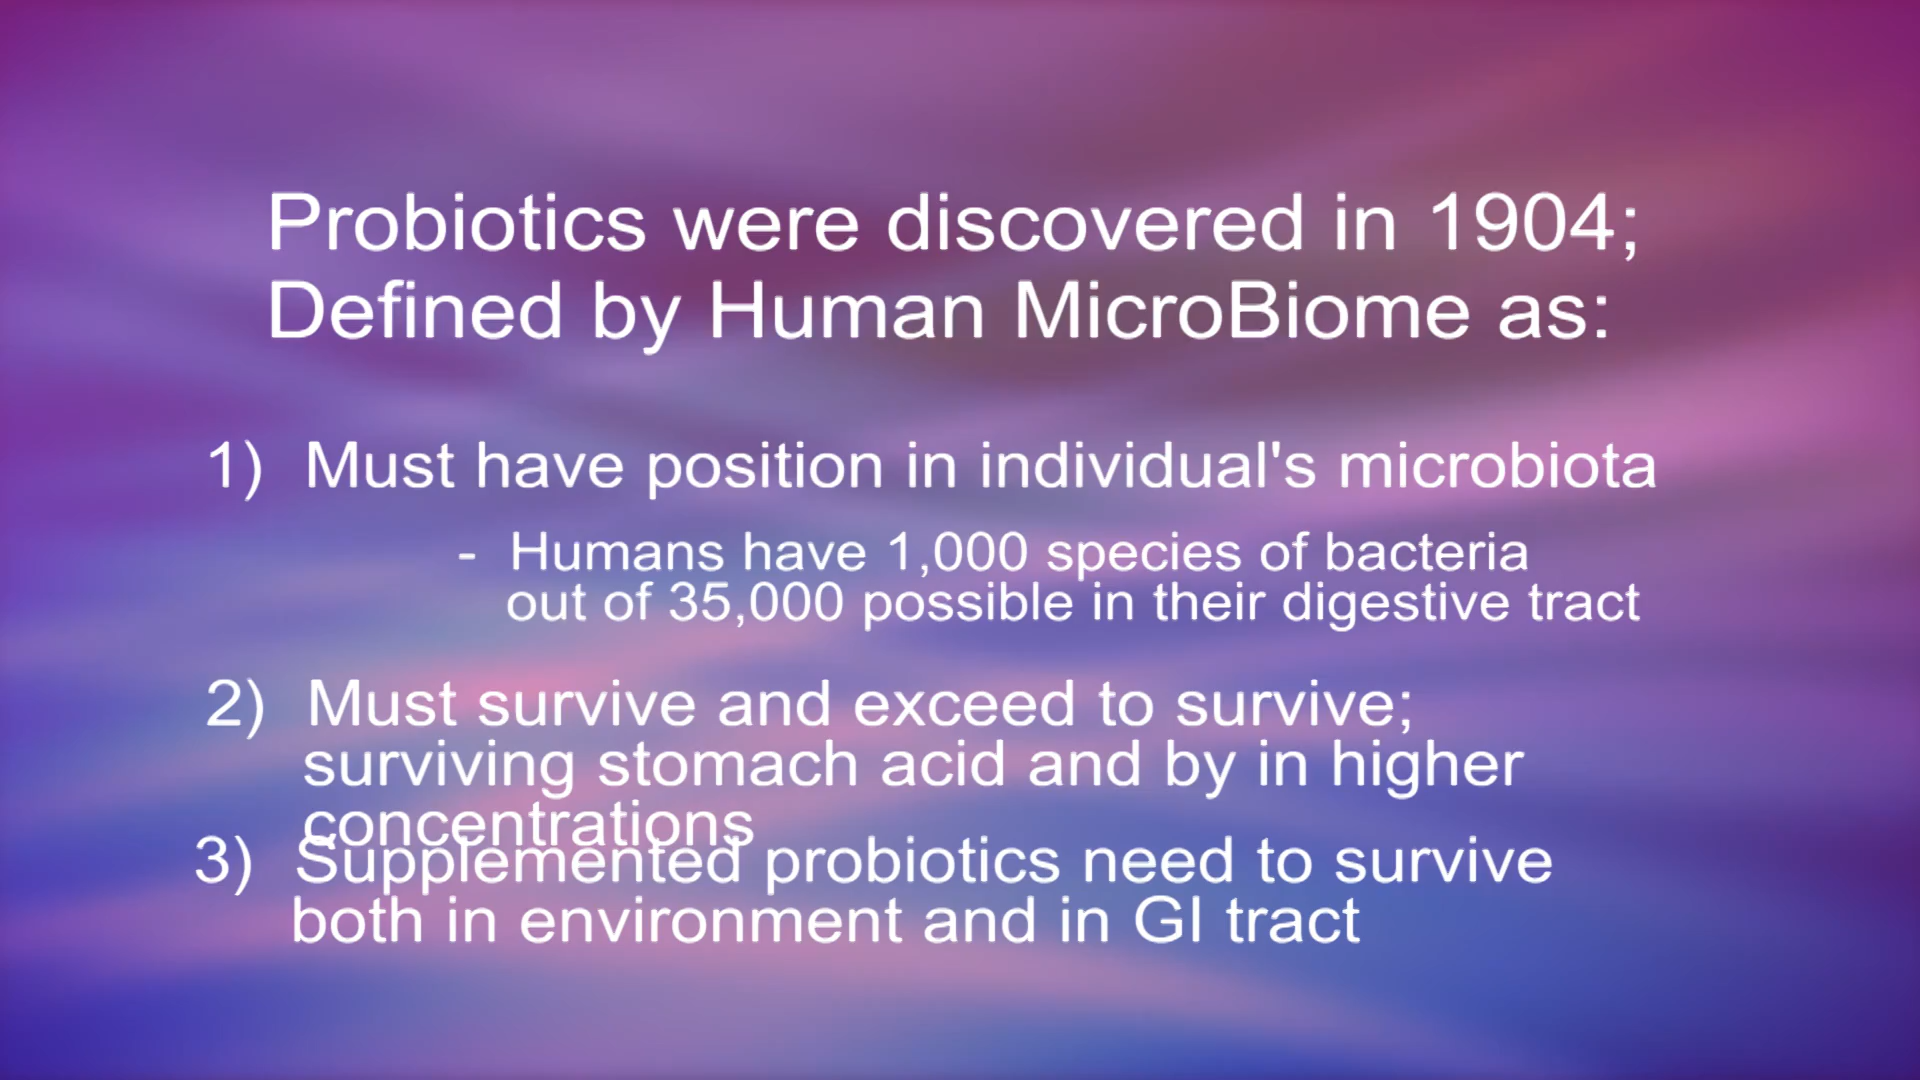 Probiotics were discovered in 1904;
Defined by Human MicroBiome as:
1) Must have position in individual's microbiota
- Humans have 1,000 species of bacteria
out of 35,000 possible in their digestive tract
2) Must survive and exceed to survive;
surviving stomach acid and by in higher
concentrations
3) Supplemented probiotics need to survive
both in environment and in GI tract